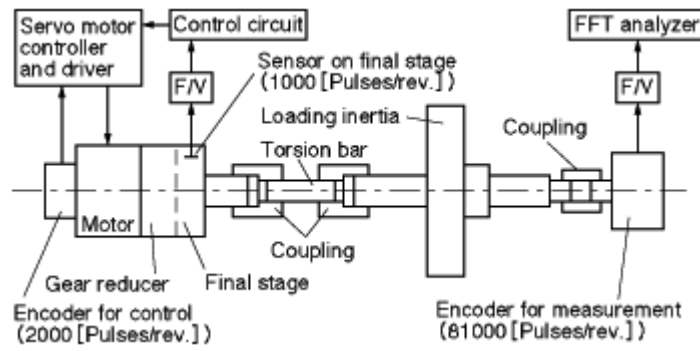 Servo motor
controller
and driver
Control circuit
FFT analyzer
Sensor on final stage
(1000 [Pulses/rev.])
F/V
F/V
Loading inertia
Coupling
Torsion bar
Motor
Coupling
Gear reducer
Final stage
Encoder for control
(2000 [Pulses/rev.])
Encoder for measurement
(81000 [Pulses/rev.])